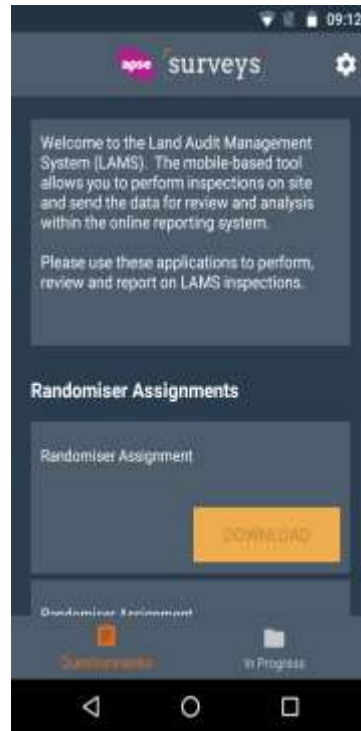 09:12
apse surveys
Welcome to the Land Audit Management
System (LAMS). The mobile-based tool
allows you to perform inspections on site
and send the data for review and analysis
within the online reporting system.
Please use these applications to perform,
review and report on LAMS inspections.
Randomiser Assignments
Randomiser Assignment
DOWNLOAD
Randomiser Assignment
Questionnaires
In Progress